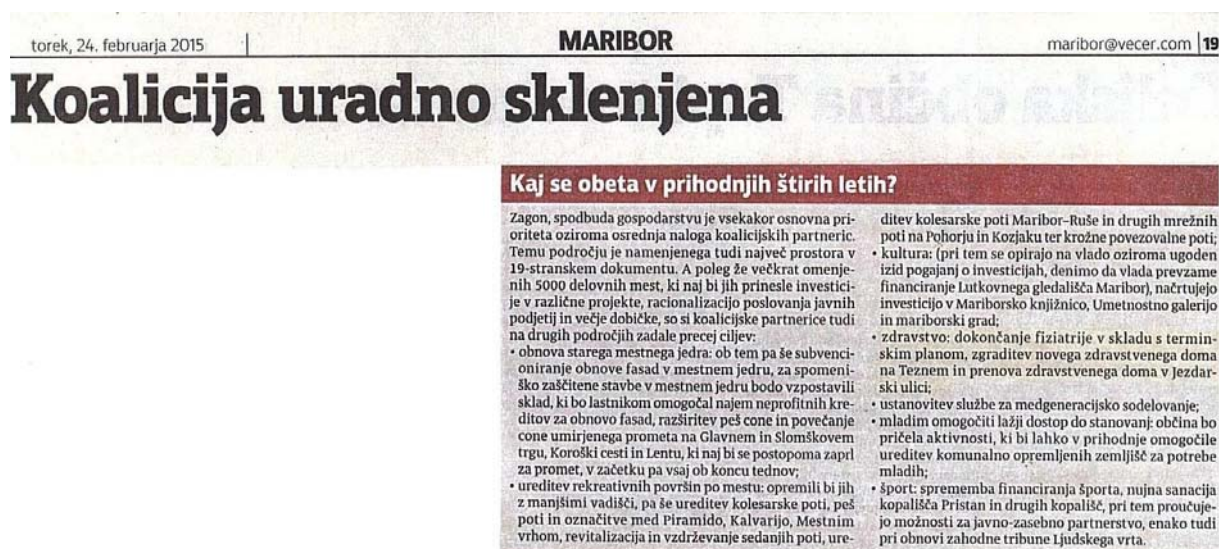 torek, 24. februarja 2015
MARIBOR
maribor@vecer.com 19
Koalicija uradno sklenjena
Kaj se obeta v prihodnjih štirih letih?
Zagon, spodbuda gospodarstvu je vsekakor osnovna pri-
oriteta oziroma osrednja naloga koalicijskih partneric.
Temu področju je namenjenega tudi največ prostora v
19-stranskem dokumentu. A poleg že večkrat omenje-
nih 5000 delovnih mest, ki naj bi jih prinesle investici-
je v različne projekte, racionalizacijo poslovanja javnih
podjetij in večje dobičke, so si koalicijske partnerice tudi
na drugih področjih zadale precej ciljev:
• obnova starega mestnega jedra: ob tem pa še subvenci-
oniranje obnove fasad v mestnem jedru, za spomeni-
ško zaščitene stavbe v mestnem jedru bodo vzpostavili
sklad, ki bo lastnikom omogočal najem neprofitnih kre-
ditov za obnovo fasad, razširitev peš cone in povečanje
cone umirjenega prometa na Glavnem in Slomškovem
trgu, Koroški cesti in Lentu, ki naj bi se postopoma zaprl
za promet, v začetku pa vsaj ob koncu tednov;
• ureditev rekreativnih površin po mestu: opremili bi jih
z manjšimi vadišči, pa še ureditev kolesarske poti, peš
poti in označitve med Piramido, Kalvarijo, Mestnim
vrhom, revitalizacija in vzdrževanje sedanjih poti, ure-
ditev kolesarske poti Maribor–Ruše in drugih mrežnih
poti na Pohorju in Kozjaku ter krožne povezovalne poti;
• kultura: (pri tem se opirajo na vlado oziroma ugoden
izid pogajanj o investicijah, denimo da vlada prevzame
financiranje Lutkovnega gledališča Maribor), načrtujejo
investicijo v Mariborsko knjižnico, Umetnostno galerijo
in mariborski grad;
• zdravstvo: dokončanje fiziatrije v skladu s termin-
skim planom, zgraditev novega zdravstvenega doma
na Teznem in prenova zdravstvenega doma v Jezdar-
ski ulici;
• ustanovitev službe za medgeneracijsko sodelovanje;
• mladim omogočiti lažji dostop do stanovanj: občina bo
pričela aktivnosti, ki bi lahko v prihodnje omogočile
ureditev komunalno opremljenih zemljišč za potrebe
mladih;
• šport: sprememba financiranja športa, nujna sanacija
kopališča Pristan in drugih kopališč, pri tem proučuje-
jo možnosti za javno-zasebno partnerstvo, enako tudi
pri obnovi zahodne tribune Ljudskega vrta.